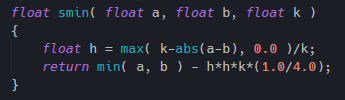 float smin( float a, float b, float k )
{
    float h = max( k-abs(a-b), 0.0 )/k;
    return min( a, b ) - h*h*k*(1.0/4.0);
}